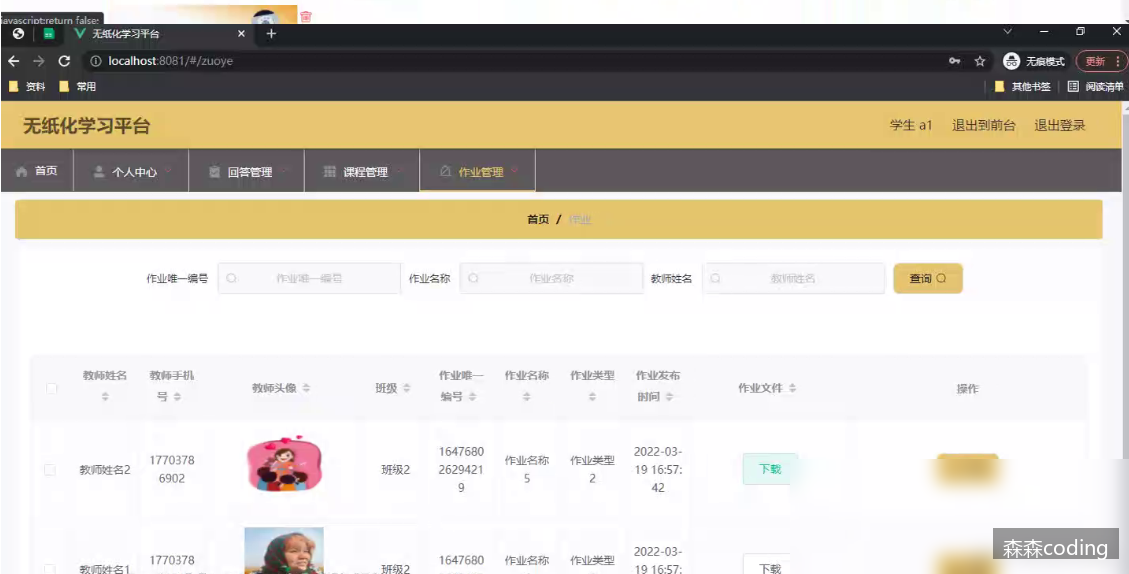 javascript:return false;
无纸化学习平台
localhost:8081/#/zuoye
无痕模式
更新
资料
常用
其他书签
阅读清单
无纸化学习平台
学生 a1
退出到前台
退出登录
首页
个人中心
回答管理
课程管理
作业管理
首页 / 作业
作业唯一编号
作业唯一编号
作业名称
作业名称
教师姓名
教师姓名
查询
教师姓名
教师手机
号
教师头像
班级
作业唯一
编号
作业名称
作业类型
作业发布
时间
作业文件
操作
教师姓名2
1770378
6902
班级2
1647680
2629421
9
作业名称
5
作业类型
2
2022-03-
19 16:57:
42
下载
教师姓名1
1770378
班级2
1647680
作业名称
作业类型
2022-03-
19 16:57:
下载
森森coding